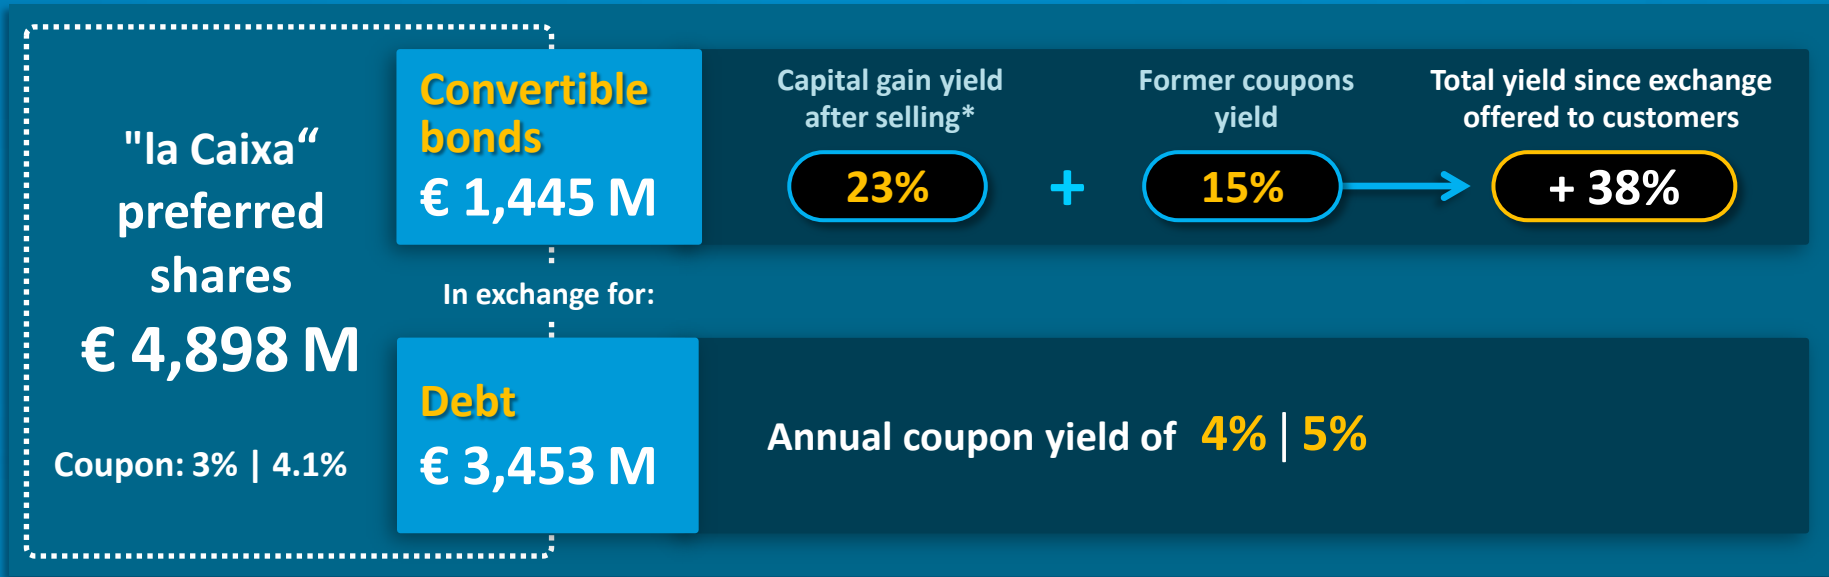 "la Caixa“
preferred
shares
€ 4,898 M
Coupon: 3% | 4.1%
Convertible
bonds
€ 1,445 M
Capital gain yield
after selling*
23%
+
Former coupons
yield
15%
Total yield since exchange
offered to customers
+ 38%
In exchange for:
Debt
€ 3,453 M
Annual coupon yield of 4% | 5%